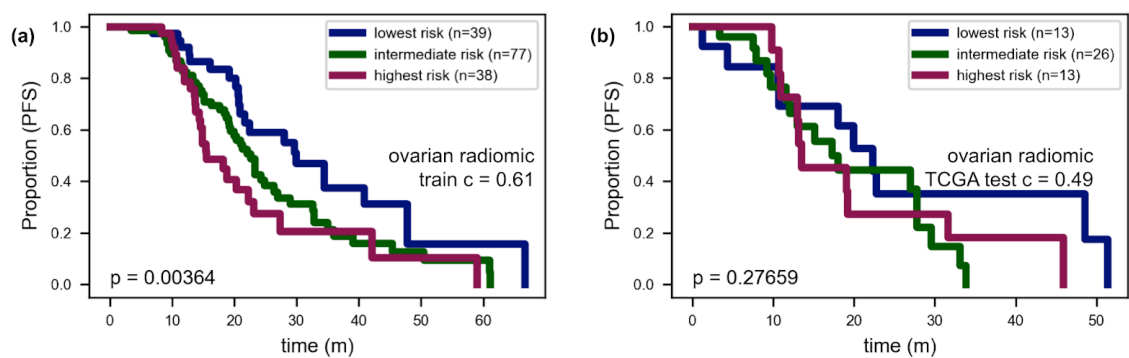 (a)
lowest risk (n=39)
intermediate risk (n=77)
highest risk (n=38)
Proportion (PFS)
1.0
0.8
0.6
0.4
0.2
0.0
ovarian radiomic
train c = 0.61
p = 0.00364
0 10 20 30 40 50 60
time (m)
(b)
lowest risk (n=13)
intermediate risk (n=26)
highest risk (n=13)
Proportion (PFS)
1.0
0.8
0.6
0.4
0.2
0.0
ovarian radiomic
TCGA test c = 0.49
p = 0.27659
0 10 20 30 40 50
time (m)